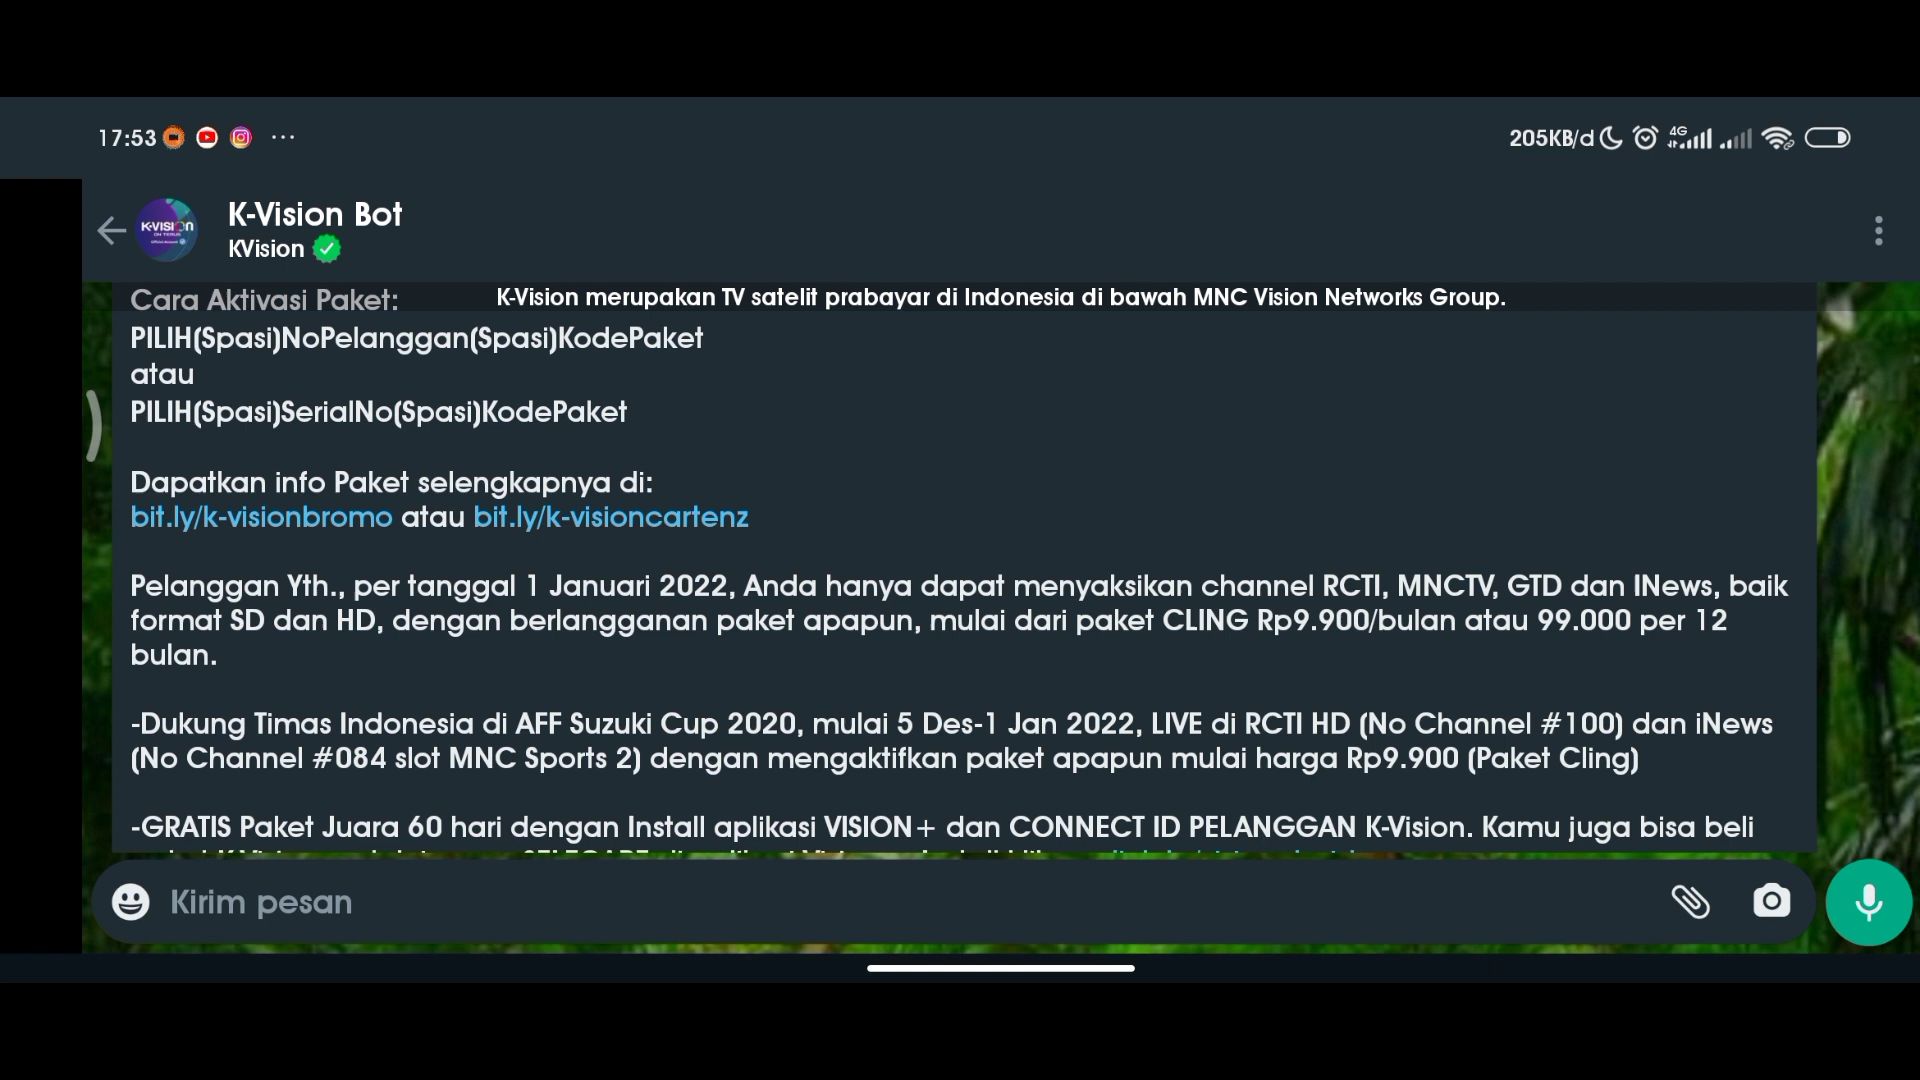 17:53
205KB/d
4G
K-VISION
K-Vision Bot
KVision
Cara Aktivasi Paket:
K-Vision merupakan TV satelit prabayar di Indonesia di bawah MNC Vision Networks Group.
PILIH(Spasi)NoPelanggan(Spasi)KodePaket
atau
PILIH(Spasi)SerialNo(Spasi)KodePaket
Dapatkan info Paket selengkapnya di:
bit.ly/k-visionbromo atau bit.ly/k-visioncartenz
Pelanggan Yth., per tanggal 1 Januari 2022, Anda hanya dapat menyaksikan channel RCTI, MNCTV, GTD dan INews, baik
format SD dan HD, dengan berlangganan paket apapun, mulai dari paket CLING Rp9.900/bulan atau 99.000 per 12
bulan.
-Dukung Timas Indonesia di AFF Suzuki Cup 2020, mulai 5 Des-1 Jan 2022, LIVE di RCTI HD (No Channel #100) dan iNews
(No Channel #084 slot MNC Sports 2) dengan mengaktifkan paket apapun mulai harga Rp9.900 (Paket Cling)
-GRATIS Paket Juara 60 hari dengan Install aplikasi VISION+ dan CONNECT ID PELANGGAN K-Vision. Kamu juga bisa beli
Kirim pesan